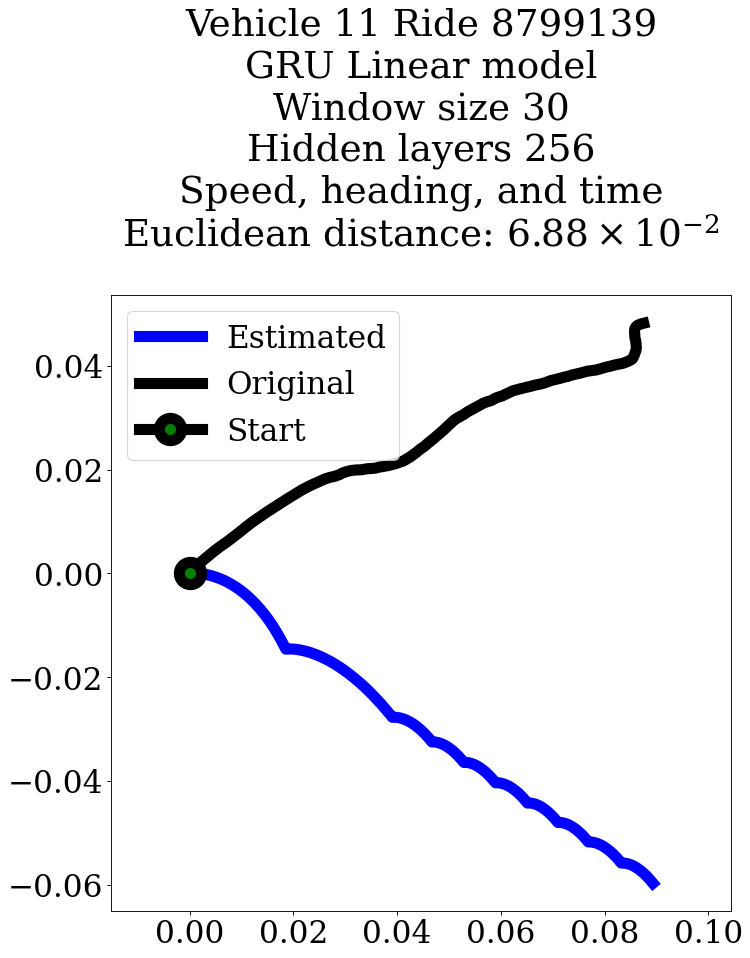 Vehicle 11 Ride 8799139
GRU Linear model
Window size 30
Hidden layers 256
Speed, heading, and time
Euclidean distance: 6.88 × 10⁻²
Estimated
Original
Start
0.04
0.02
0.00
−0.02
−0.04
−0.06
0.00 0.02 0.04 0.06 0.08 0.10